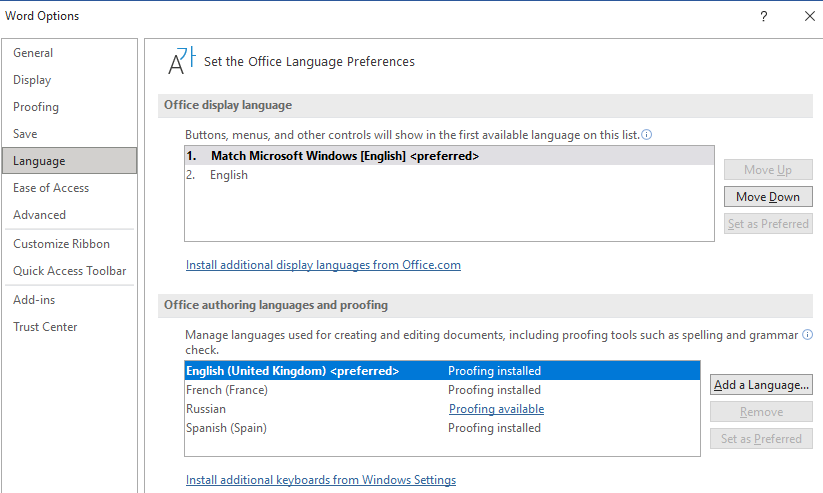 Word Options
?
General
Display
Proofing
Save
Language
Ease of Access
Advanced
Customize Ribbon
Quick Access Toolbar
Add-ins
Trust Center
Set the Office Language Preferences
Office display language
Buttons, menus, and other controls will show in the first available language on this list.
1. Match Microsoft Windows [English] <preferred>
2. English
Move Up
Move Down
Set as Preferred
Install additional display languages from Office.com
Office authoring languages and proofing
Manage languages used for creating and editing documents, including proofing tools such as spelling and grammar
check.
English (United Kingdom) <preferred> Proofing installed
French (France) Proofing installed
Russian Proofing available
Spanish (Spain) Proofing installed
Add a Language...
Remove
Set as Preferred
Install additional keyboards from Windows Settings